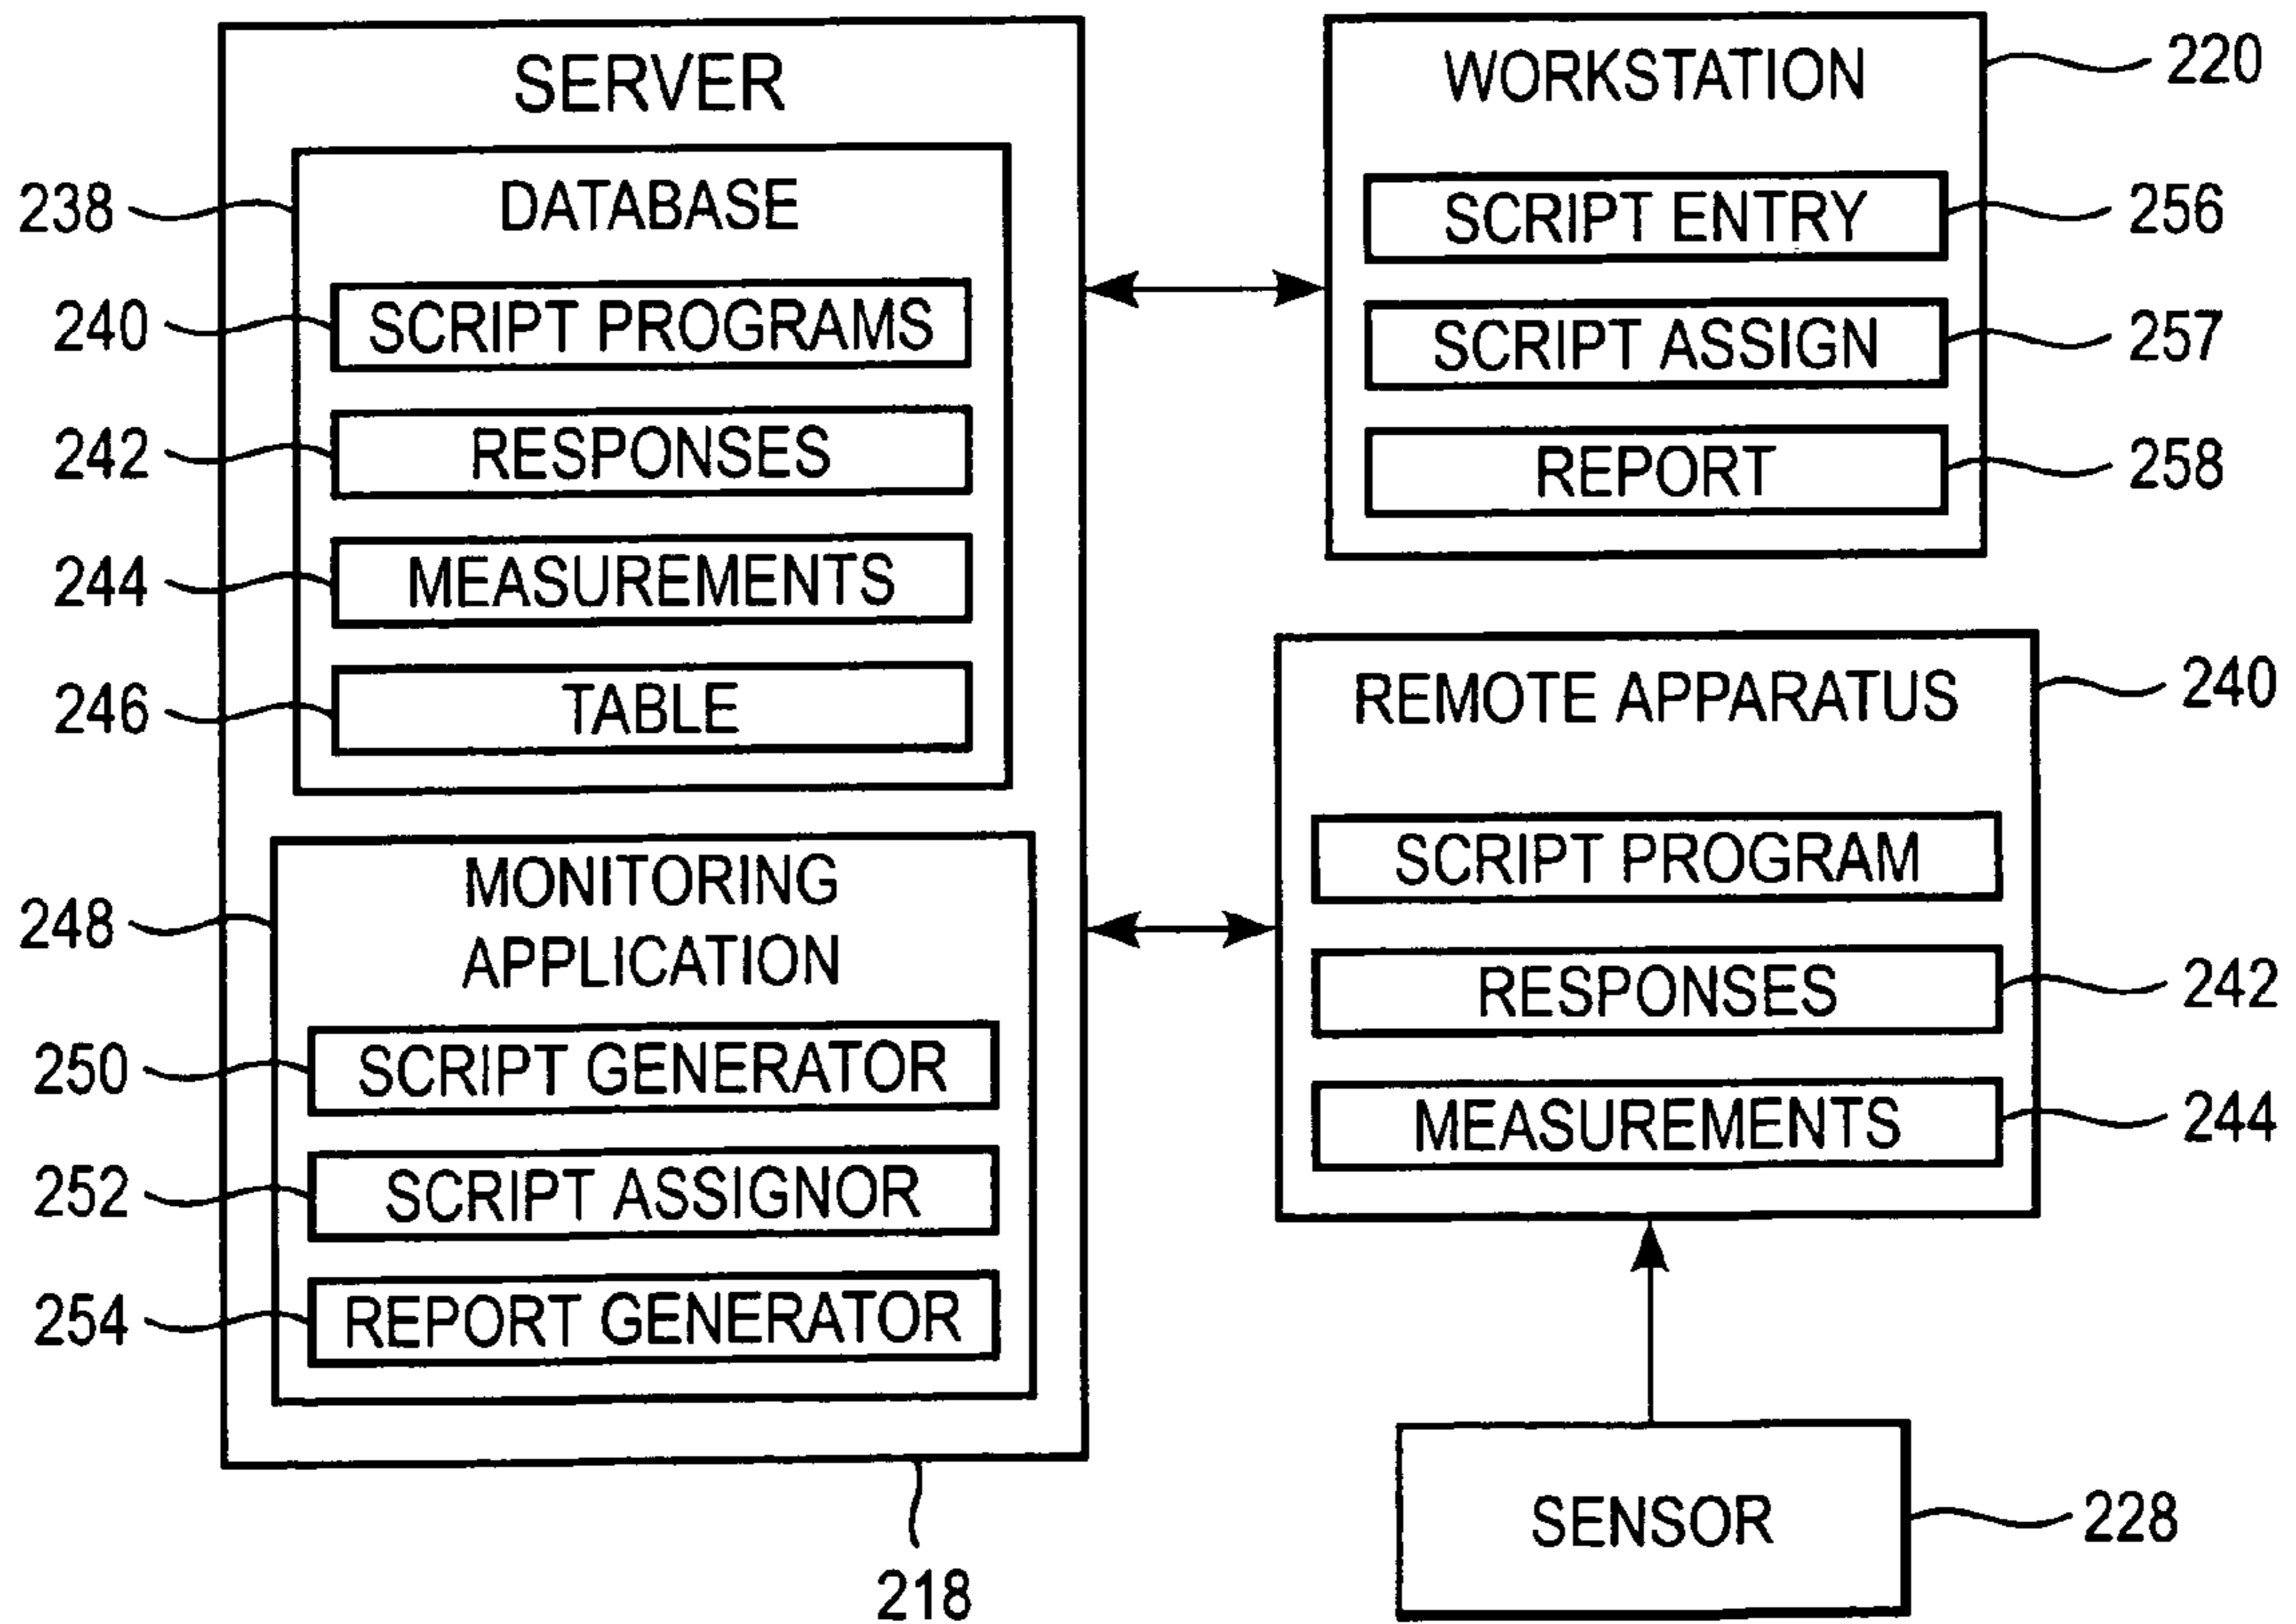 SERVER
238
DATABASE
240
SCRIPT PROGRAMS
242
RESPONSES
244
MEASUREMENTS
246
TABLE
248
MONITORING
APPLICATION
250
SCRIPT GENERATOR
252
SCRIPT ASSIGNOR
254
REPORT GENERATOR
218
WORKSTATION
220
SCRIPT ENTRY
256
SCRIPT ASSIGN
257
REPORT
258
REMOTE APPARATUS
240
SCRIPT PROGRAM
RESPONSES
242
MEASUREMENTS
244
SENSOR
228